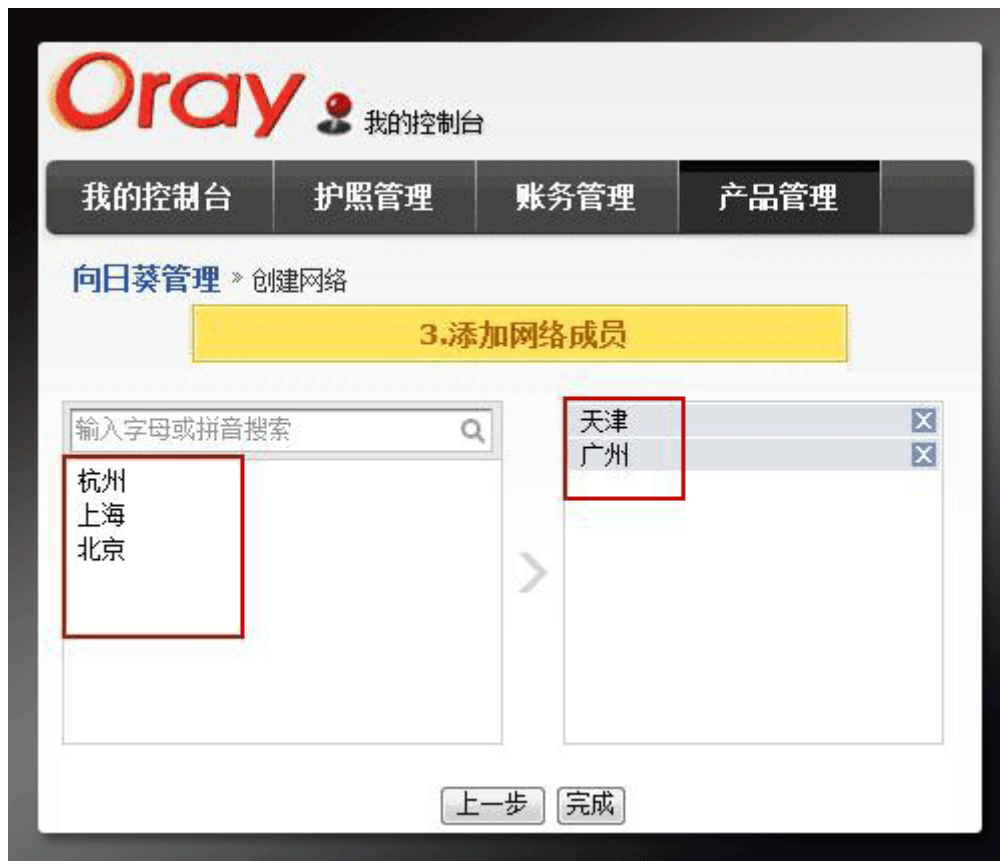 Oray 我的控制台
我的控制台 护照管理 账务管理 产品管理
向日葵管理 » 创建网络
3.添加网络成员
输入字母或拼音搜索
杭州
上海
北京
天津
广州
上一步 完成